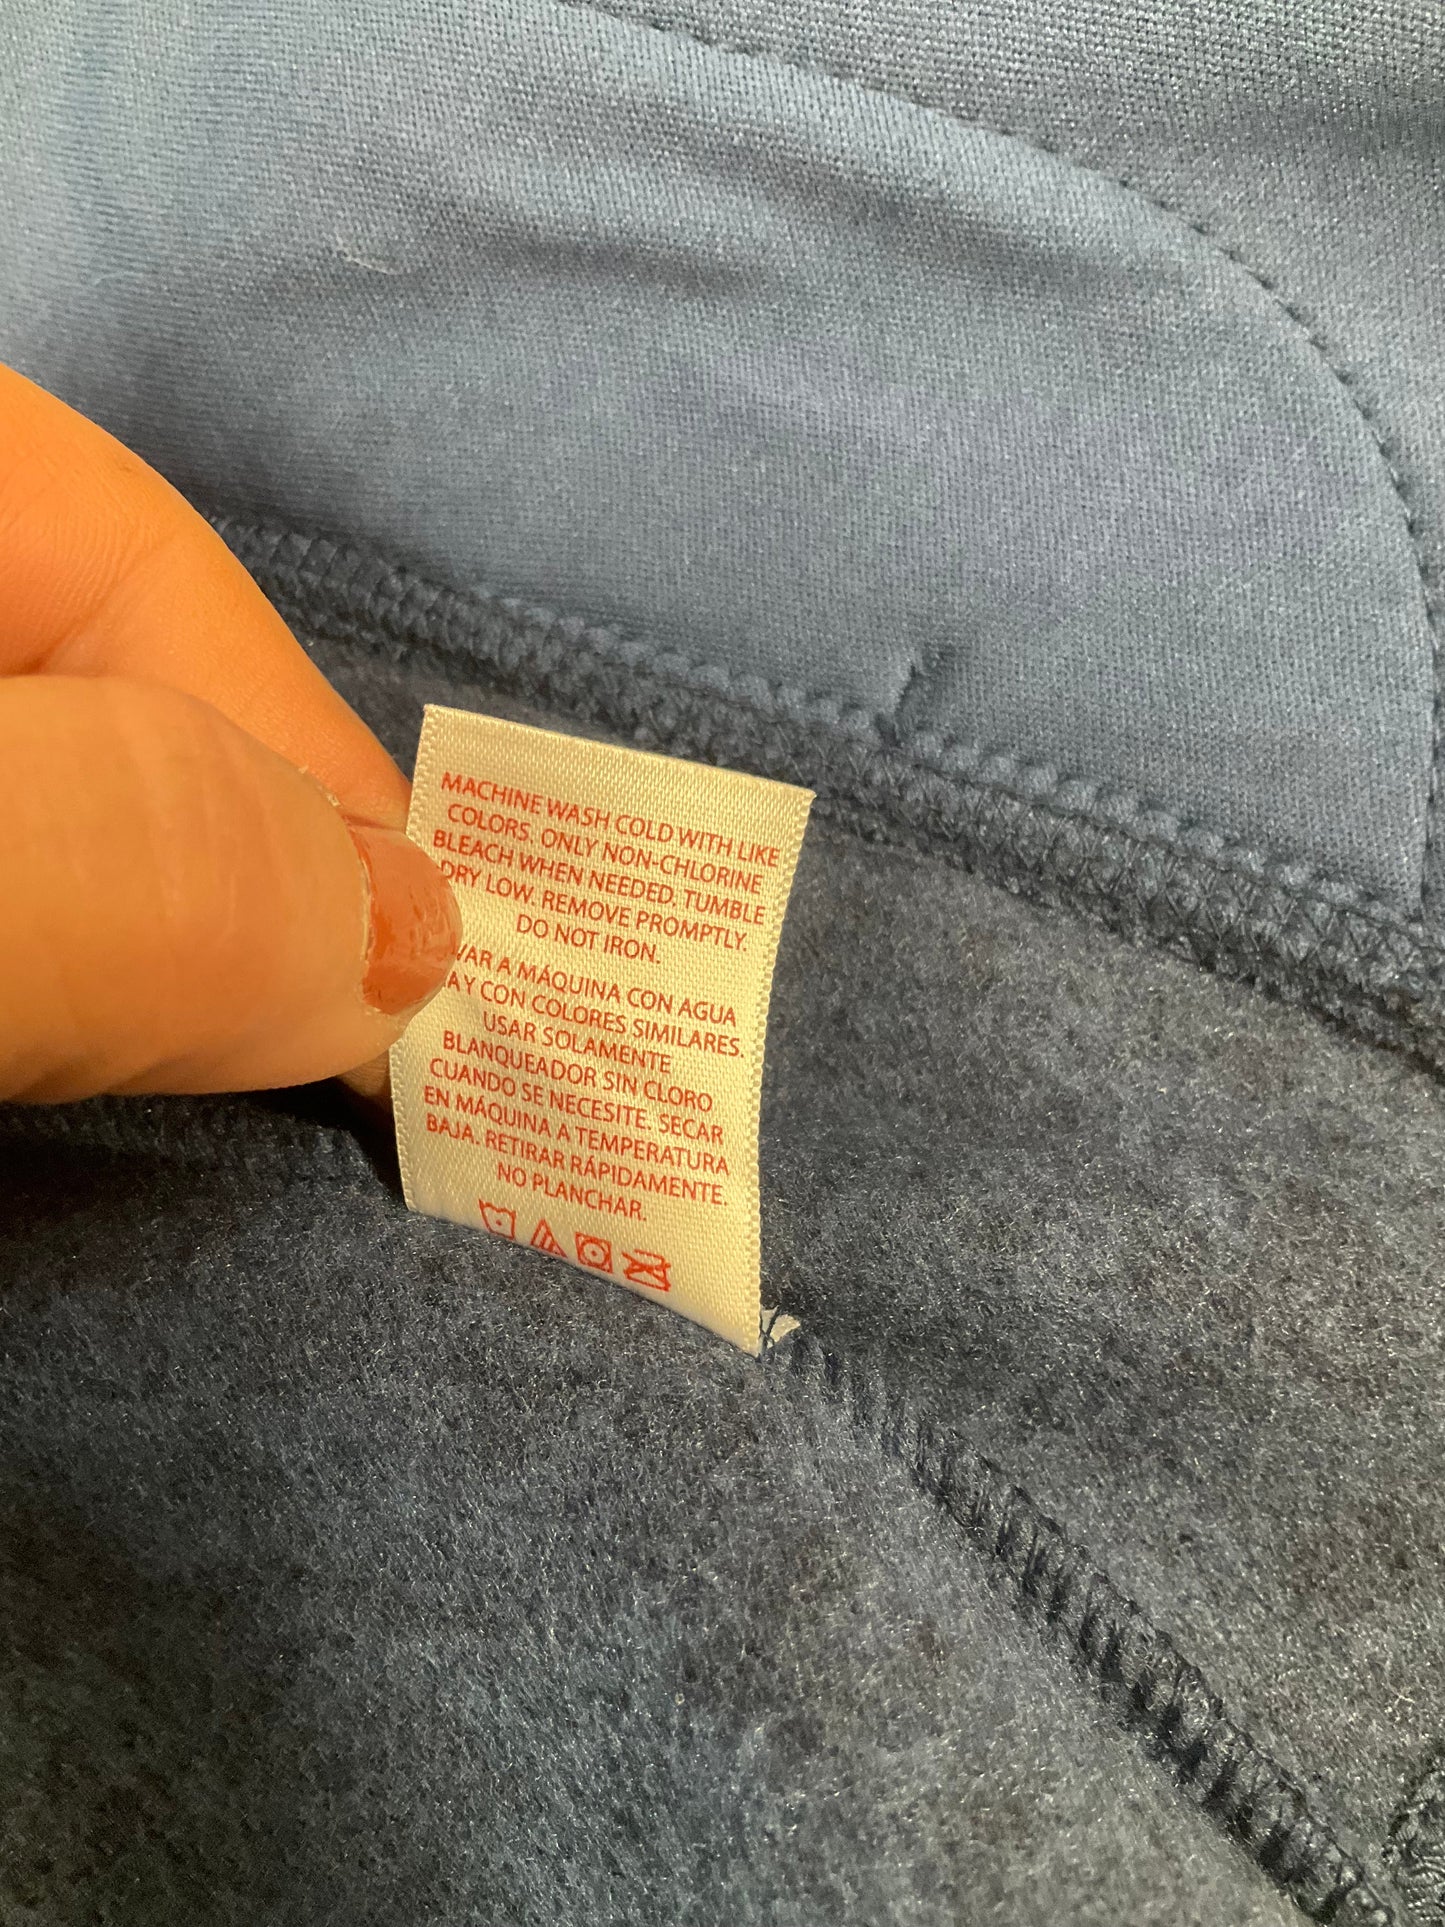 MACHINE WASH COLD WITH LIKE
COLORS. ONLY NON-CHLORINE
BLEACH WHEN NEEDED. TUMBLE
DRY LOW. REMOVE PROMPTLY.
DO NOT IRON.
VAR A MÁQUINA CON AGUA
A Y CON COLORES SIMILARES.
USAR SOLAMENTE
BLANQUEADOR SIN CLORO
CUANDO SE NECESITE. SECAR
EN MÁQUINA A TEMPERATURA
BAJA. RETIRAR RÁPIDAMENTE.
NO PLANCHAR.